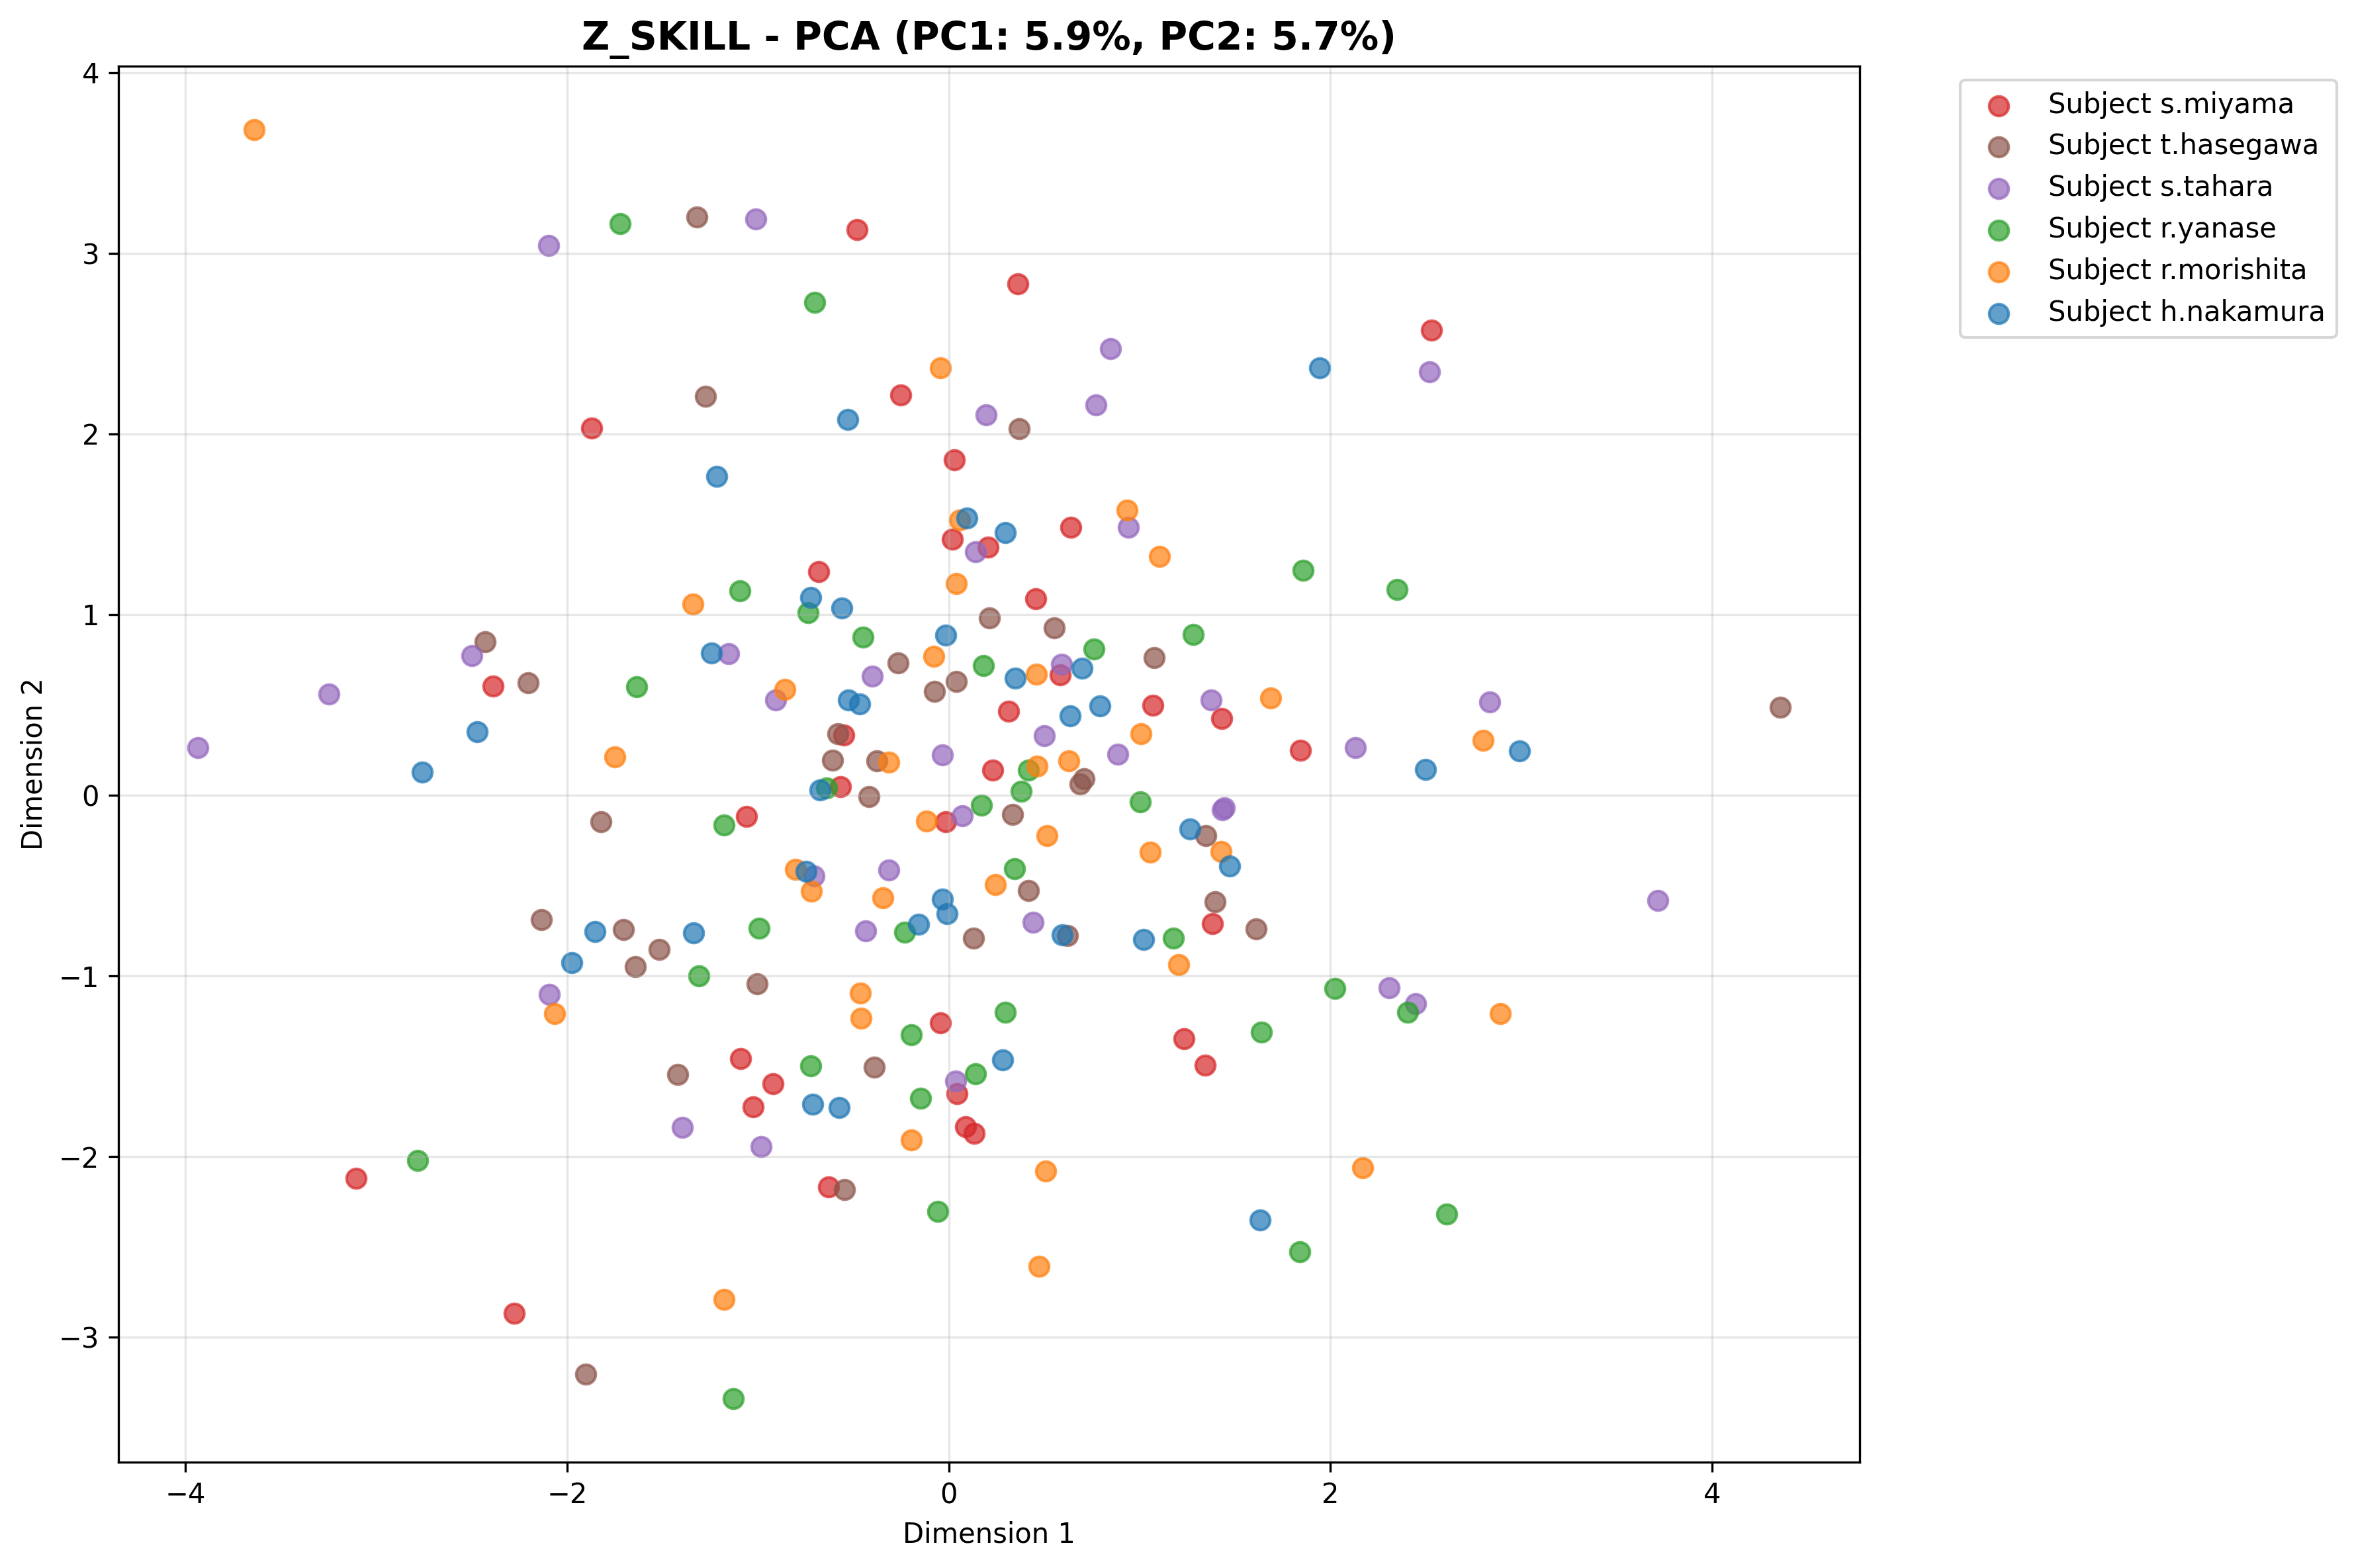 Z_SKILL - PCA (PC1: 5.9%, PC2: 5.7%)
Subject s.miyama
Subject t.hasegawa
Subject s.tahara
Subject r.yanase
Subject r.morishita
Subject h.nakamura
Dimension 2
4
3
2
1
0
−1
−2
−3
−4 −2 0 2 4
Dimension 1